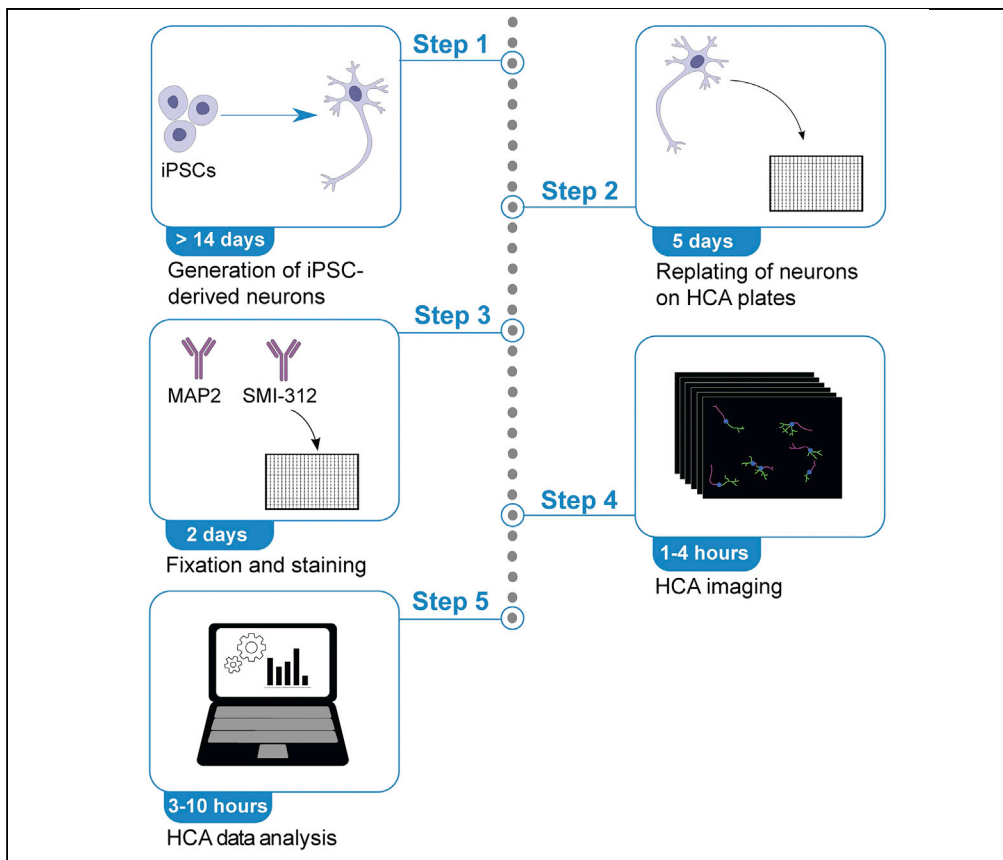 Step 1
iPSCs
> 14 days
Generation of iPSC-
derived neurons
Step 2
5 days
Replating of neurons
on HCA plates
Step 3
MAP2 SMI-312
2 days
Fixation and staining
Step 4
1-4 hours
HCA imaging
Step 5
3-10 hours
HCA data analysis